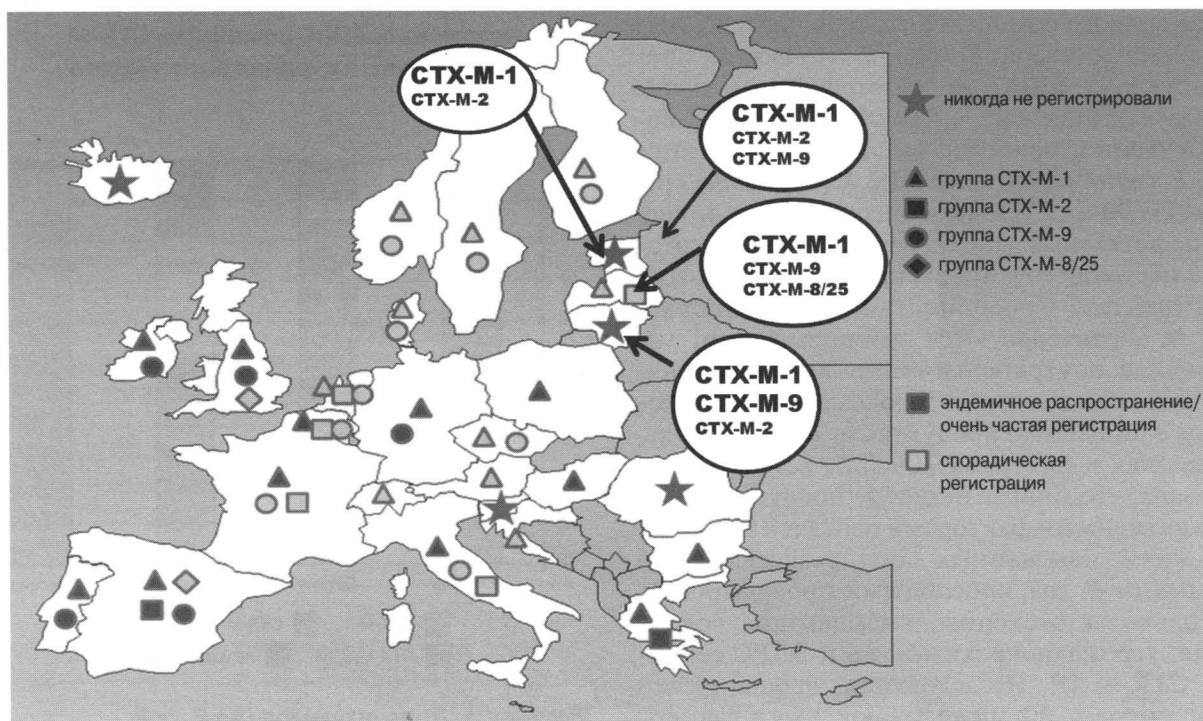 CTX-M-1
CTX-M-2
CTX-M-1
CTX-M-2
CTX-M-9
CTX-M-1
CTX-M-9
CTX-M-8/25
CTX-M-1
CTX-M-9
CTX-M-2
никогда не регистрировали
группа CTX-M-1
группа CTX-M-2
группа CTX-M-9
группа CTX-M-8/25
эндемичное распространение/
очень частая регистрация
спорадическая
регистрация